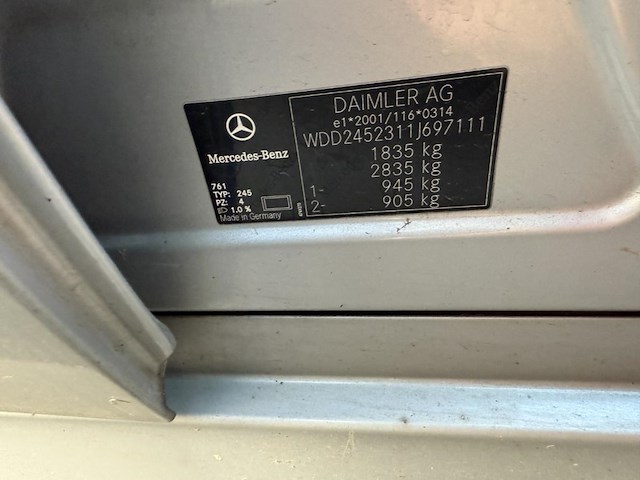 DAIMLER AG
e1*2001/116*0314
WDD2452311J697111
1835 kg
2835 kg
1- 945 kg
2- 905 kg
Mercedes-Benz
761
TYP: 245
PZ: 4
1.0 %
Made in Germany